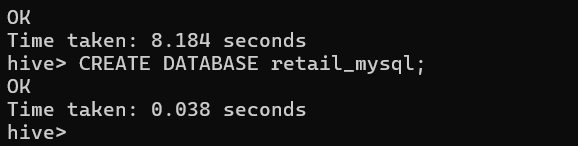 OK
Time taken: 8.184 seconds
hive> CREATE DATABASE retail_mysql;
OK
Time taken: 0.038 seconds
hive>